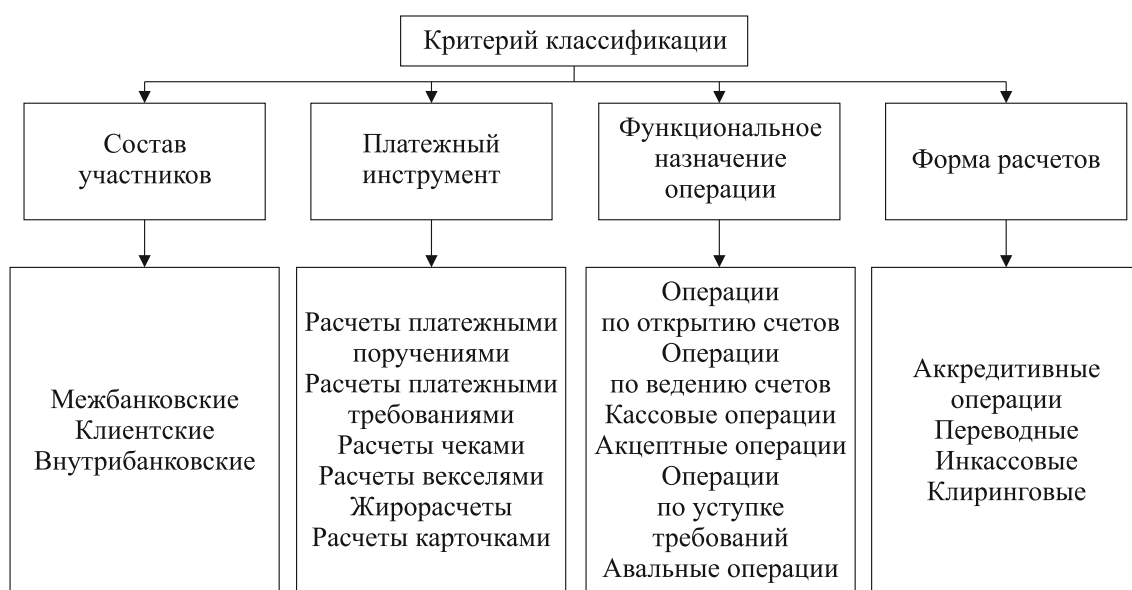 Критерий классификации
Состав
участников
Платежный
инструмент
Функциональное
назначение
операции
Форма расчетов
Межбанковские
Клиентские
Внутрибанковские
Расчеты платежными
поручениями
Расчеты платежными
требованиями
Расчеты чеками
Расчеты векселями
Жирорасчеты
Расчеты карточками
Операции
по открытию счетов
Операции
по ведению счетов
Кассовые операции
Акцептные операции
Операции
по уступке
требований
Авальные операции
Аккредитивные
операции
Переводные
Инкассовые
Клиринговые